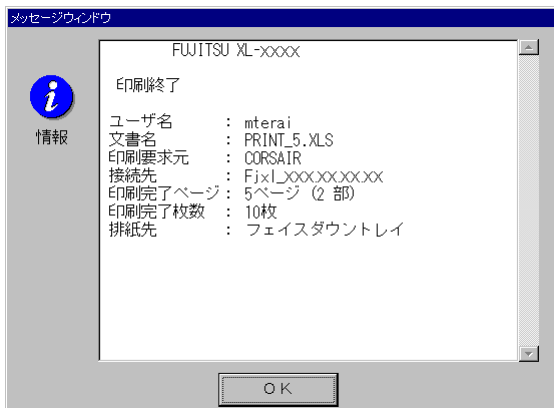 メッセージウィンドウ
FUJITSU XL-XXXX
印刷終了
情報
ユーザ名 : mterai
文書名 : PRINT_5.XLS
印刷要求元 : CORSAIR
接続先 : Fjxl_XXX.XX.XX.XX
印刷完了ページ : 5ページ (2 部)
印刷完了枚数 : 10枚
排紙先 : フェイスダウントレイ
OK